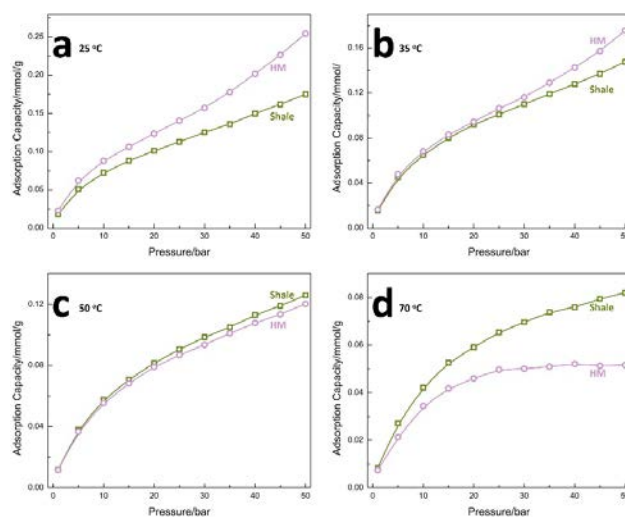 a
25 °C
HM
Shale
0.25
0.20
0.15
0.10
0.05
0.00
Adsorption Capacity/mmol/g
0 10 20 30 40 50
Pressure/bar
b
35 °C
HM
Shale
0.16
0.12
0.08
0.04
0.00
Adsorption Capacity/mmol/
0 10 20 30 40 50
Pressure/bar
c
50 °C
Shale
HM
0.12
0.08
0.04
0.00
Adsorption Capacity/mmol/g
0 10 20 30 40 50
Pressure/bar
d
70 °C
Shale
HM
0.08
0.06
0.04
0.02
0.00
Adsorption Capacity/mmol/g
0 10 20 30 40 50
Pressure/bar